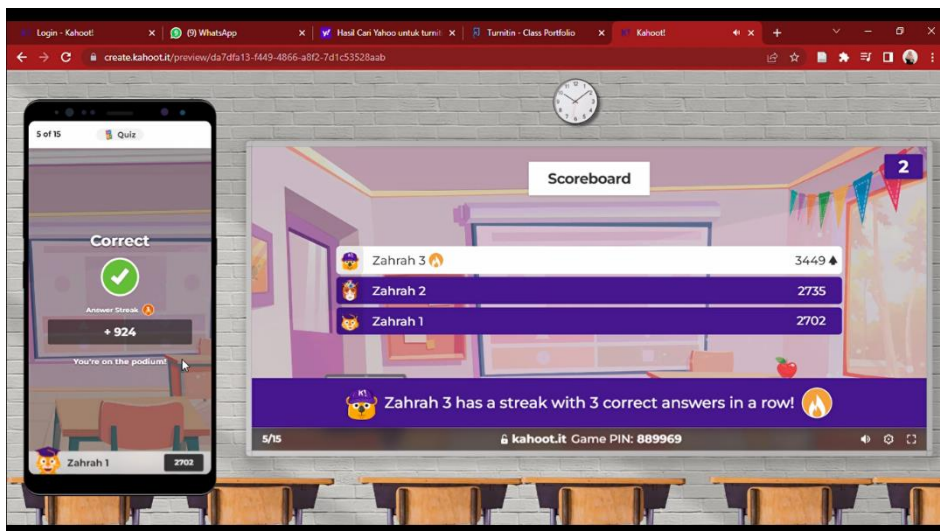 Login - Kahoot!
(9) WhatsApp
Hasil Cari Yahoo untuk turniti
Turnitin - Class Portfolio
Kahoot!
create.kahoot.it/preview/da7dfa13-f449-4866-a8f2-7d1c53528aab
5 of 15
Quiz
Correct
Answer Streak
+ 924
You're on the podium!
Zahrah 1
2702
2
Scoreboard
Zahrah 3 3449
Zahrah 2 2735
Zahrah 1 2702
Zahrah 3 has a streak with 3 correct answers in a row!
5/15
kahoot.it Game PIN: 889969